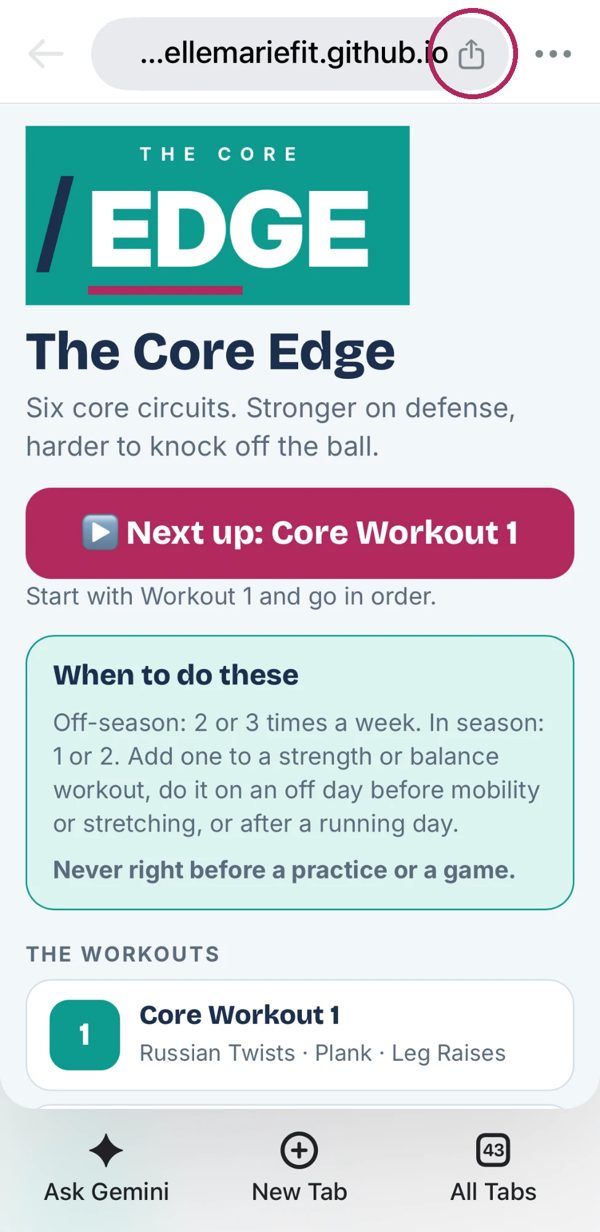 ...ellemariefit.github.io
THE CORE
/EDGE
The Core Edge
Six core circuits. Stronger on defense,
harder to knock off the ball.
Next up: Core Workout 1
Start with Workout 1 and go in order.
When to do these
Off-season: 2 or 3 times a week. In season:
1 or 2. Add one to a strength or balance
workout, do it on an off day before mobility
or stretching, or after a running day.
Never right before a practice or a game.
THE WORKOUTS
1
Core Workout 1
Russian Twists · Plank · Leg Raises
Ask Gemini
New Tab
43
All Tabs